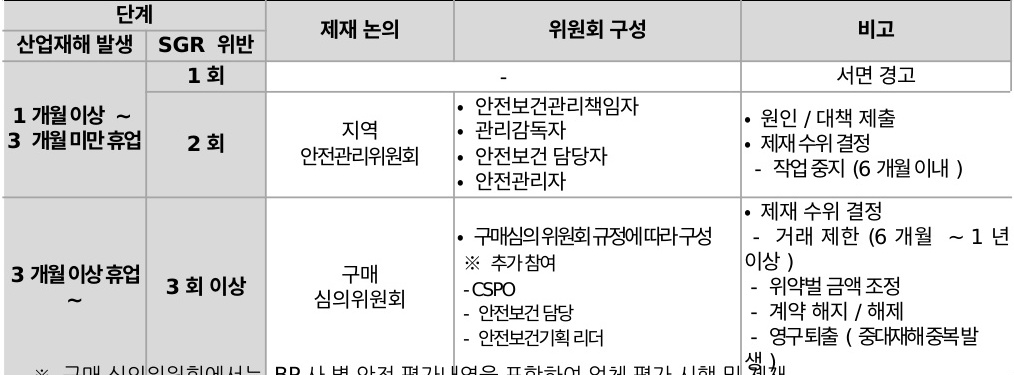 단계
제재 논의
위원회 구성
비고
산업재해 발생
SGR 위반
1 개월 이상 ~
3 개월 미만 휴업
1 회
-
서면 경고
2 회
지역
안전관리위원회
• 안전보건관리책임자
• 관리감독자
• 안전보건 담당자
• 안전관리자
• 원인 / 대책 제출
• 제재 수위 결정
- 작업 중지 (6 개월 이내 )
3 개월 이상 휴업
~
3 회 이상
구매
심의위원회
• 구매심의 위원회 규정에 따라 구성
※ 추가 참여
- CSPO
- 안전보건 담당
- 안전보건기획 리더
• 제재 수위 결정
- 거래 제한 (6 개월 ~ 1 년
이상 )
- 위약벌 금액 조정
- 계약 해지 / 해제
- 영구 퇴출 ( 중대재해 중복 발
생 )
※ 구매 심의위원회에서는 BP 사 별 안전 평가내역을 포함하여 업체 평가 시행 및 제재